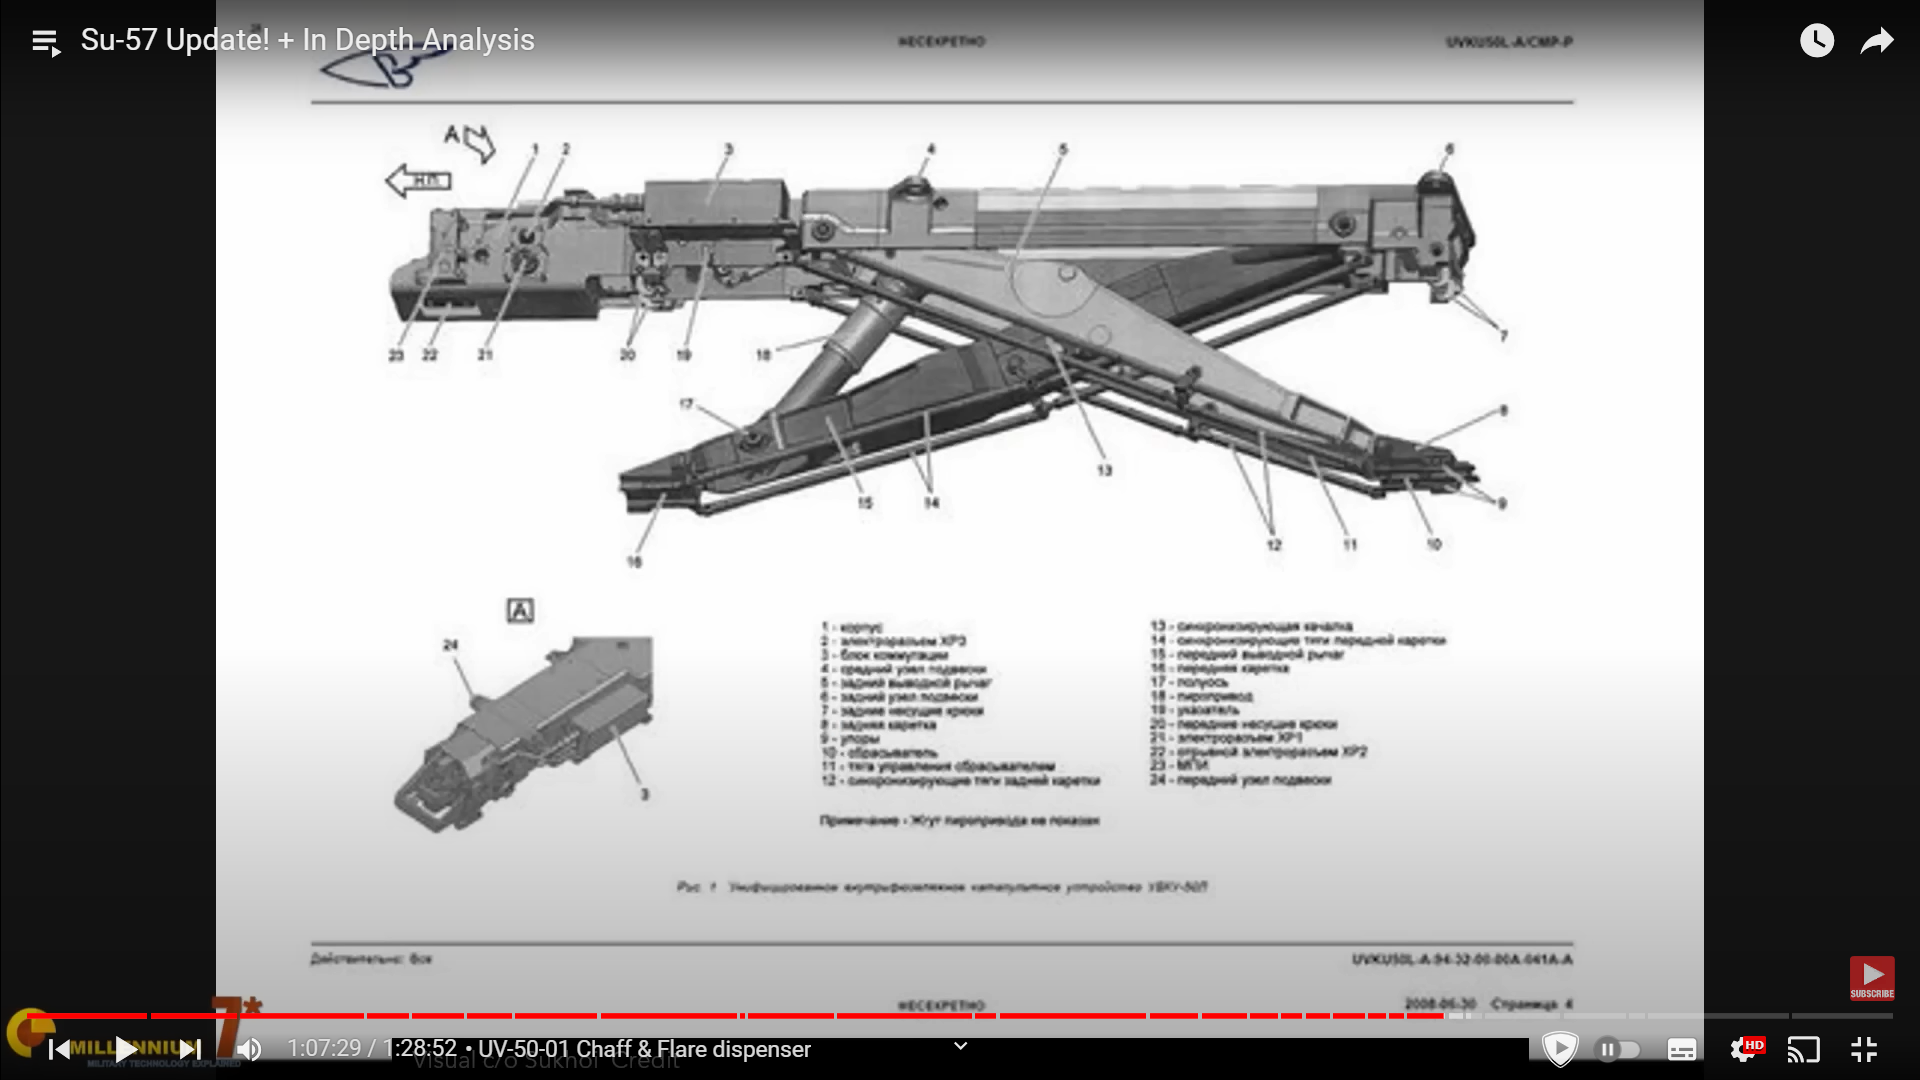 Su-57 Update! + In Depth Analysis
НЕСЕКРЕТНО
UVKU50L-A/CMP-P
А
Н.П.
1 2 3 4 5 6
23 22 21 20 19 18 7
17 8
13
15 14 9
12 11 10
16
А
24
3
1 - корпус
2 - электроразъем ХР3
3 - блок коммутации
4 - средний узел подвески
5 - задний выводной рычаг
6 - задний узел подвески
7 - задние несущие крюки
8 - задняя каретка
9 - упоры
10 - сбрасыватель
11 - тяга управления сбрасывателем
12 - синхронизирующие тяги задней каретки
13 - синхронизирующая качалка
14 - синхронизирующие тяги передней каретки
15 - передний выводной рычаг
16 - передняя каретка
17 - полуось
18 - пиропривод
19 - указатель
20 - передние несущие крюки
21 - электроразъем ХР1
22 - отрывной электроразъем ХР2
23 - МПИ
24 - передний узел подвески
Примечание - Жгут пиропривода не показан
Рис. 1 Унифицированное внутрифюзеляжное катапультное устройство УВКУ-50Л
Действительно: Все
UVKU50L-A-94-32-00-00A-041A-A
НЕСЕКРЕТНО
2008-06-30 Страница 4
SUBSCRIBE
7*
MILLENNIUM
MILITARY TECHNOLOGY EXPLAINED
1:07:29 / 1:28:52 • UV-50-01 Chaff & Flare dispenser
HD
Visual c/o Sukhoi Credit